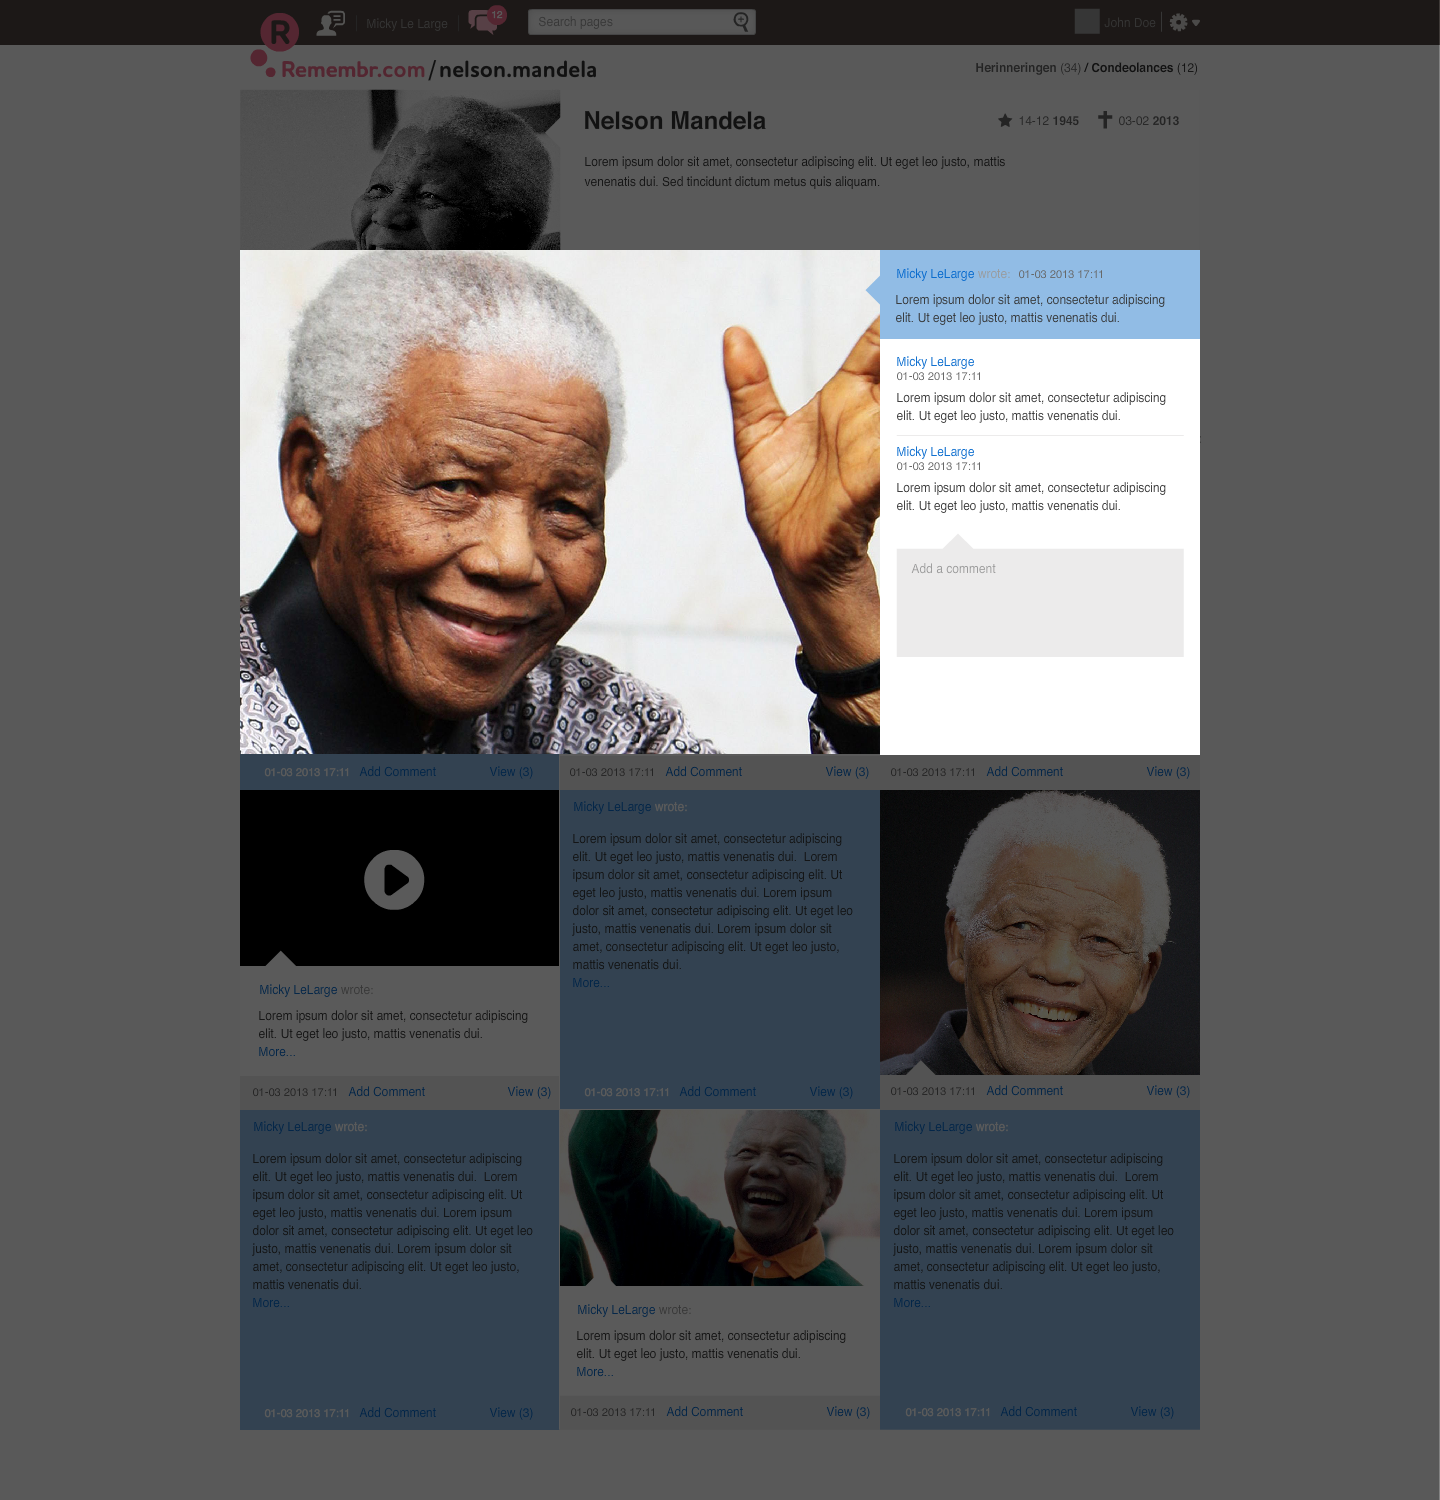 R
Micky Le Large
12
Search pages
John Doe
Remembr.com/nelson.mandela
Herinneringen (34) / Condeolances (12)
Nelson Mandela
14-12 1945
03-02 2013
Lorem ipsum dolor sit amet, consectetur adipiscing elit. Ut eget leo justo, mattis
venenatis dui. Sed tincidunt dictum metus quis aliquam.
Micky LeLarge wrote: 01-03 2013 17:11
Lorem ipsum dolor sit amet, consectetur adipiscing
elit. Ut eget leo justo, mattis venenatis dui.
Micky LeLarge
01-03 2013 17:11
Lorem ipsum dolor sit amet, consectetur adipiscing
elit. Ut eget leo justo, mattis venenatis dui.
Micky LeLarge
01-03 2013 17:11
Lorem ipsum dolor sit amet, consectetur adipiscing
elit. Ut eget leo justo, mattis venenatis dui.
Add a comment
01-03 2013 17:11 Add Comment View (3)
01-03 2013 17:11 Add Comment View (3)
01-03 2013 17:11 Add Comment View (3)
Micky LeLarge wrote:
Lorem ipsum dolor sit amet, consectetur adipiscing
elit. Ut eget leo justo, mattis venenatis dui.
More...
01-03 2013 17:11 Add Comment View (3)
Micky LeLarge wrote:
Lorem ipsum dolor sit amet, consectetur adipiscing
elit. Ut eget leo justo, mattis venenatis dui. Lorem
ipsum dolor sit amet, consectetur adipiscing elit. Ut
eget leo justo, mattis venenatis dui. Lorem ipsum
dolor sit amet, consectetur adipiscing elit. Ut eget leo
justo, mattis venenatis dui. Lorem ipsum dolor sit
amet, consectetur adipiscing elit. Ut eget leo justo,
mattis venenatis dui.
More...
01-03 2013 17:11 Add Comment View (3)
01-03 2013 17:11 Add Comment View (3)
Micky LeLarge wrote:
Lorem ipsum dolor sit amet, consectetur adipiscing
elit. Ut eget leo justo, mattis venenatis dui. Lorem
ipsum dolor sit amet, consectetur adipiscing elit. Ut
eget leo justo, mattis venenatis dui. Lorem ipsum
dolor sit amet, consectetur adipiscing elit. Ut eget leo
justo, mattis venenatis dui. Lorem ipsum dolor sit
amet, consectetur adipiscing elit. Ut eget leo justo,
mattis venenatis dui.
More...
01-03 2013 17:11 Add Comment View (3)
Micky LeLarge wrote:
Lorem ipsum dolor sit amet, consectetur adipiscing
elit. Ut eget leo justo, mattis venenatis dui.
More...
01-03 2013 17:11 Add Comment View (3)
Micky LeLarge wrote:
Lorem ipsum dolor sit amet, consectetur adipiscing
elit. Ut eget leo justo, mattis venenatis dui. Lorem
ipsum dolor sit amet, consectetur adipiscing elit. Ut
eget leo justo, mattis venenatis dui. Lorem ipsum
dolor sit amet, consectetur adipiscing elit. Ut eget leo
justo, mattis venenatis dui. Lorem ipsum dolor sit
amet, consectetur adipiscing elit. Ut eget leo justo,
mattis venenatis dui.
More...
01-03 2013 17:11 Add Comment View (3)